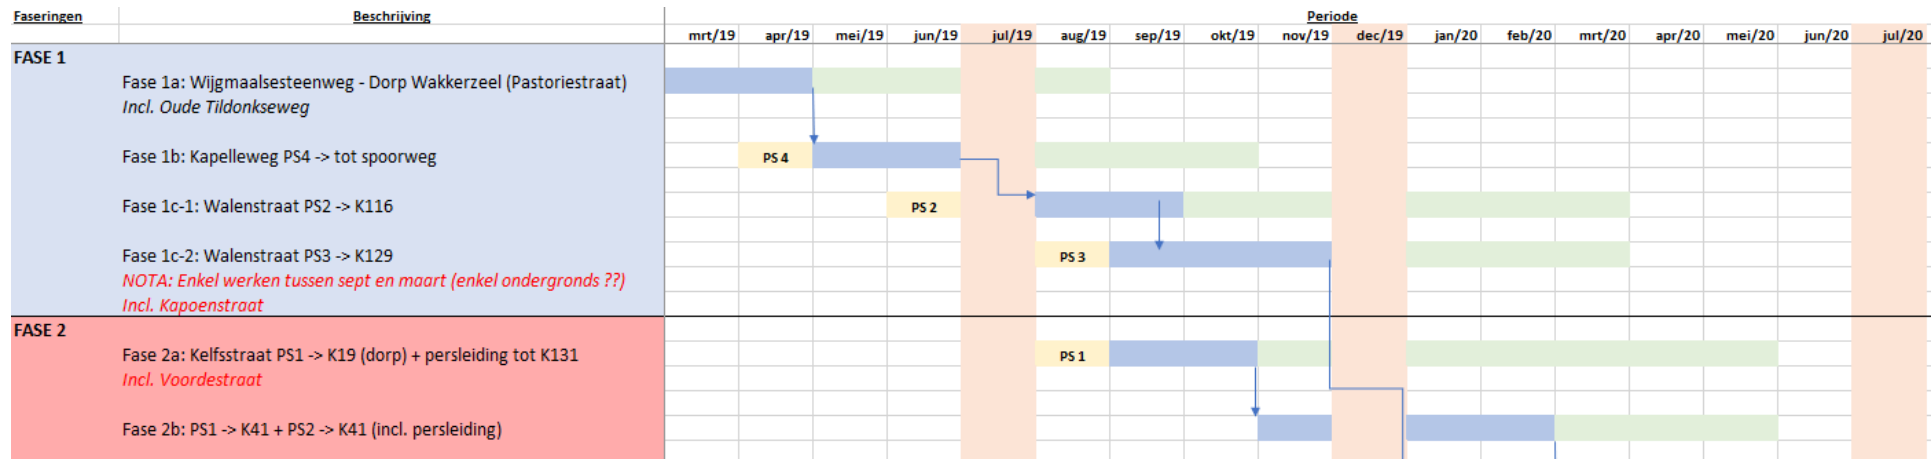 Faseringen Beschrijving Periode
mrt/19 apr/19 mei/19 jun/19 jul/19 aug/19 sep/19 okt/19 nov/19 dec/19 jan/20 feb/20 mrt/20 apr/20 mei/20 jun/20 jul/20
FASE 1
Fase 1a: Wijgmaalsesteenweg - Dorp Wakkerzeel (Pastoriestraat)
Incl. Oude Tildonkseweg
Fase 1b: Kapelleweg PS4 -> tot spoorweg PS 4
Fase 1c-1: Walenstraat PS2 -> K116 PS 2
Fase 1c-2: Walenstraat PS3 -> K129 PS 3
NOTA: Enkel werken tussen sept en maart (enkel ondergronds ??)
Incl. Kapoenstraat
FASE 2
Fase 2a: Kelfsstraat PS1 -> K19 (dorp) + persleiding tot K131 PS 1
Incl. Voordestraat
Fase 2b: PS1 -> K41 + PS2 -> K41 (incl. persleiding)